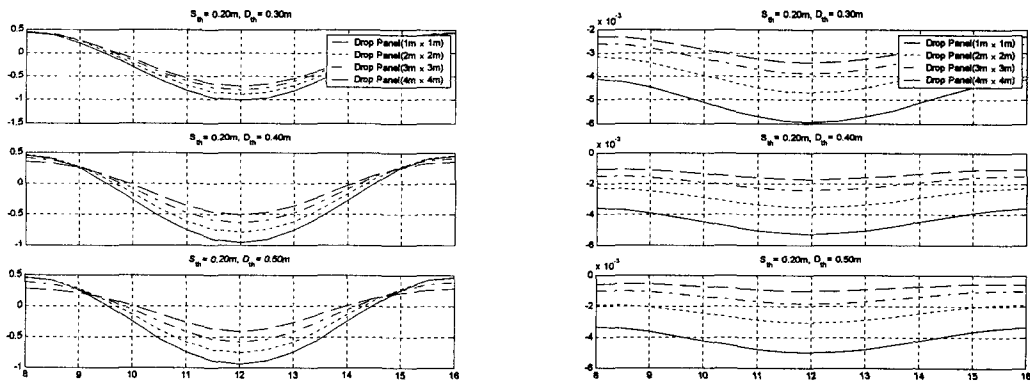 S_th = 0.20m, D_th = 0.30m
0.5
0
-0.5
-1
-1.5
Drop Panel(1m × 1m)
Drop Panel(2m × 2m)
Drop Panel(3m × 3m)
Drop Panel(4m × 4m)
S_th = 0.20m, D_th = 0.40m
0.5
0
-0.5
-1
S_th = 0.20m, D_th = 0.50m
0.5
0
-0.5
-1
8 9 10 11 12 13 14 15 16
x 10⁻³
S_th = 0.20m, D_th = 0.30m
-2
-3
-4
-5
-6
Drop Panel(1m × 1m)
Drop Panel(2m × 2m)
Drop Panel(3m × 3m)
Drop Panel(4m × 4m)
x 10⁻³
S_th = 0.20m, D_th = 0.40m
0
-2
-4
-6
x 10⁻³
S_th = 0.20m, D_th = 0.50m
0
-2
-4
-6
8 9 10 11 12 13 14 15 16